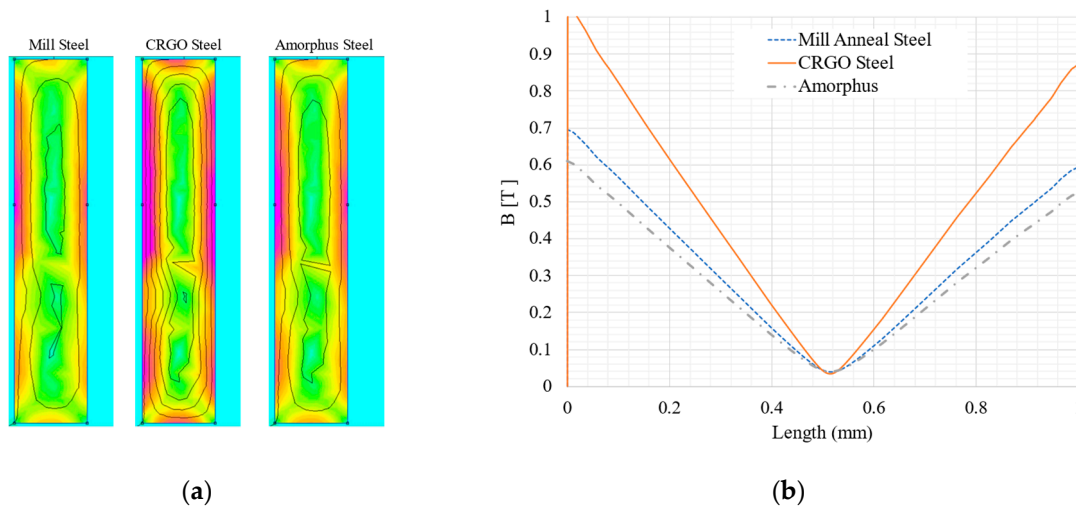 Mill Steel
CRGO Steel
Amorphus Steel
(a)
1
0.9
0.8
0.7
0.6
0.5
0.4
0.3
0.2
0.1
0
B [T ]
Mill Anneal Steel
CRGO Steel
Amorphus
0
0.2
0.4
0.6
0.8
Length (mm)
(b)